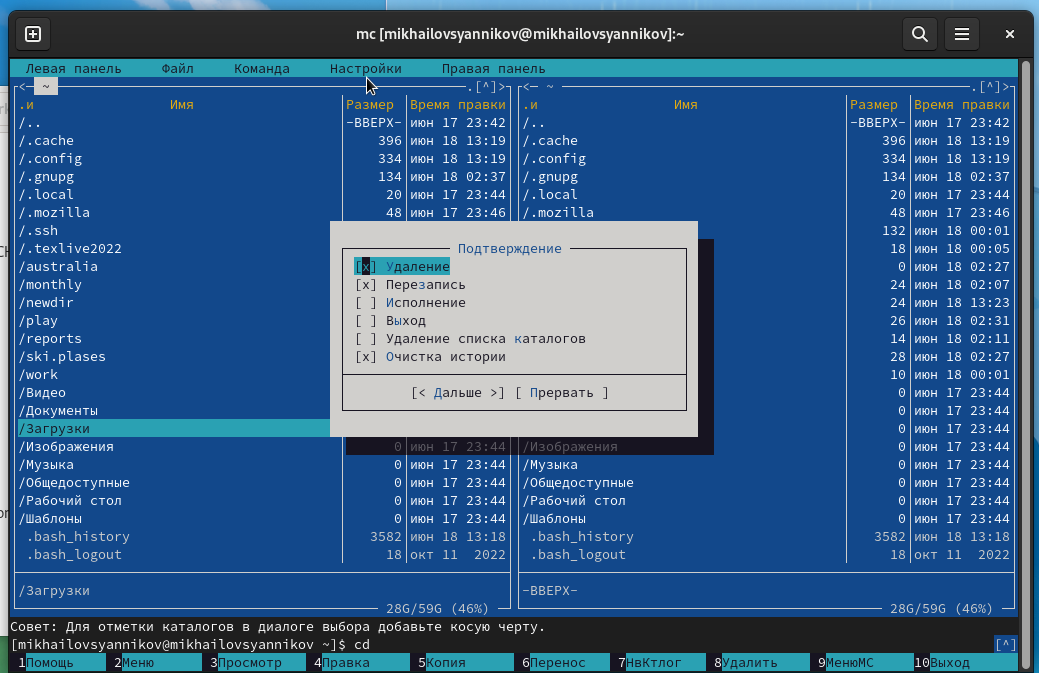 mc [mikhailovsyannikov@mikhailovsyannikov]:~
Левая панель Файл Команда Настройки Правая панель
<─ ~ .[^]> <─ ~ .[^]>
.и Имя Размер Время правки .и Имя Размер Время правки
/.. -ВВЕРХ- июн 17 23:42 /.. -ВВЕРХ- июн 17 23:42
/.cache 396 июн 18 13:19 /.cache 396 июн 18 13:19
/.config 334 июн 18 13:19 /.config 334 июн 18 13:19
/.gnupg 134 июн 18 02:37 /.gnupg 134 июн 18 02:37
/.local 20 июн 17 23:44 /.local 20 июн 17 23:44
/.mozilla 48 июн 17 23:46 /.mozilla 48 июн 17 23:46
/.ssh 132 июн 18 00:01
/.texlive2022 Подтверждение 18 июн 18 00:05
/australia [x] Удаление 0 июн 18 02:27
/monthly [x] Перезапись 24 июн 18 02:07
/newdir [ ] Исполнение 24 июн 18 13:23
/play [ ] Выход 26 июн 18 02:31
/reports [ ] Удаление списка каталогов 14 июн 18 02:11
/ski.plases [x] Очистка истории 28 июн 18 02:27
/work 10 июн 18 00:01
/Видео [< Дальше >] [ Прервать ] 0 июн 17 23:44
/Документы 0 июн 17 23:44
/Загрузки 0 июн 17 23:44
/Изображения 0 июн 17 23:44 /Изображения 0 июн 17 23:44
/Музыка 0 июн 17 23:44 /Музыка 0 июн 17 23:44
/Общедоступные 0 июн 17 23:44 /Общедоступные 0 июн 17 23:44
/Рабочий стол 0 июн 17 23:44 /Рабочий стол 0 июн 17 23:44
/Шаблоны 0 июн 17 23:44 /Шаблоны 0 июн 17 23:44
.bash_history 3582 июн 18 13:18 .bash_history 3582 июн 18 13:18
.bash_logout 18 окт 11 2022 .bash_logout 18 окт 11 2022
/Загрузки -ВВЕРХ-
28G/59G (46%) 28G/59G (46%)
Совет: Для отметки каталогов в диалоге выбора добавьте косую черту.
[mikhailovsyannikov@mikhailovsyannikov ~]$ cd [^]
1Помощь 2Меню 3Просмотр 4Правка 5Копия 6Перенос 7НвКтлог 8Удалить 9МенюMC 10Выход